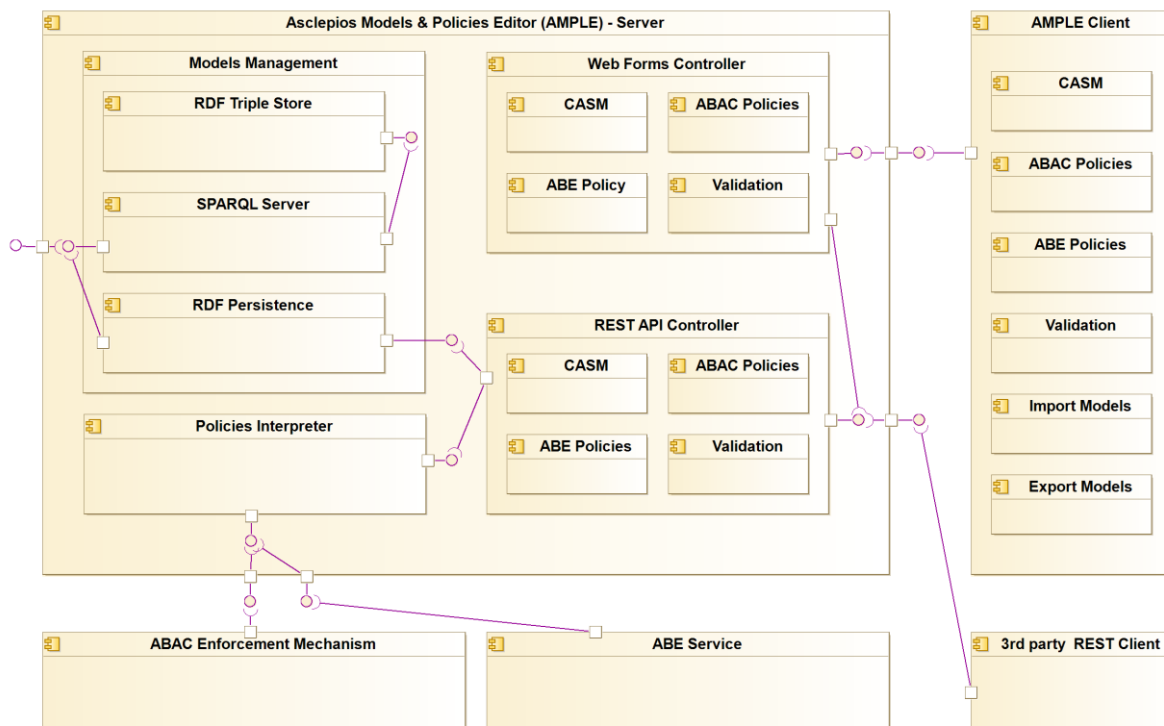 Asclepios Models & Policies Editor (AMPLE) - Server
Models Management
RDF Triple Store
SPARQL Server
RDF Persistence
Policies Interpreter
Web Forms Controller
CASM
ABAC Policies
ABE Policy
Validation
REST API Controller
CASM
ABAC Policies
ABE Policies
Validation
AMPLE Client
CASM
ABAC Policies
ABE Policies
Validation
Import Models
Export Models
ABAC Enforcement Mechanism
ABE Service
3rd party REST Client